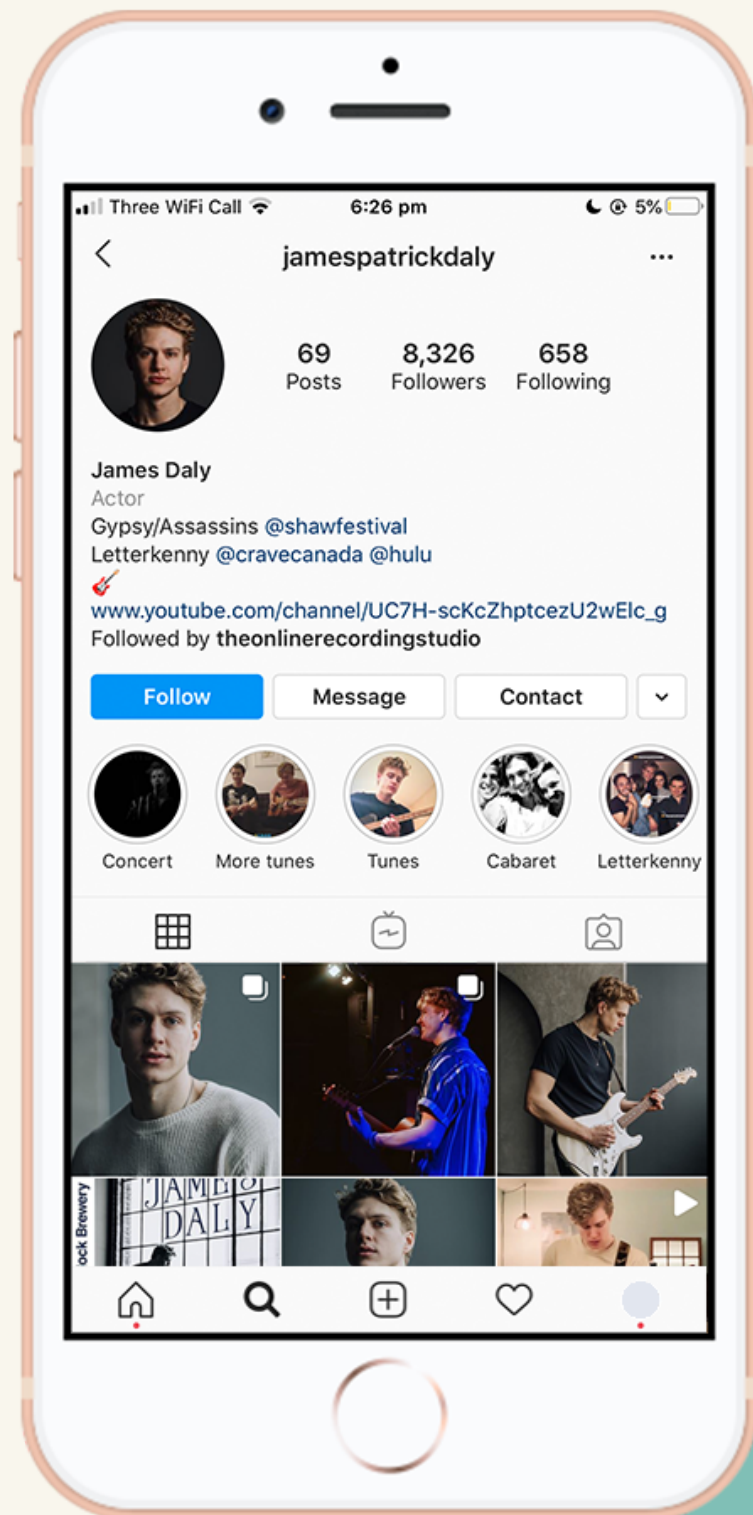 Three WiFi Call 6:26 pm 5%
jamespatrickdaly
69 8,326 658
Posts Followers Following
James Daly
Actor
Gypsy/Assassins @shawfestival
Letterkenny @cravecanada @hulu
www.youtube.com/channel/UC7H-scKcZhptcezU2wElc_g
Followed by theonlinerecordingstudio
Follow Message Contact
Concert More tunes Tunes Cabaret Letterkenny
ock Brewery
JAMES
DALY